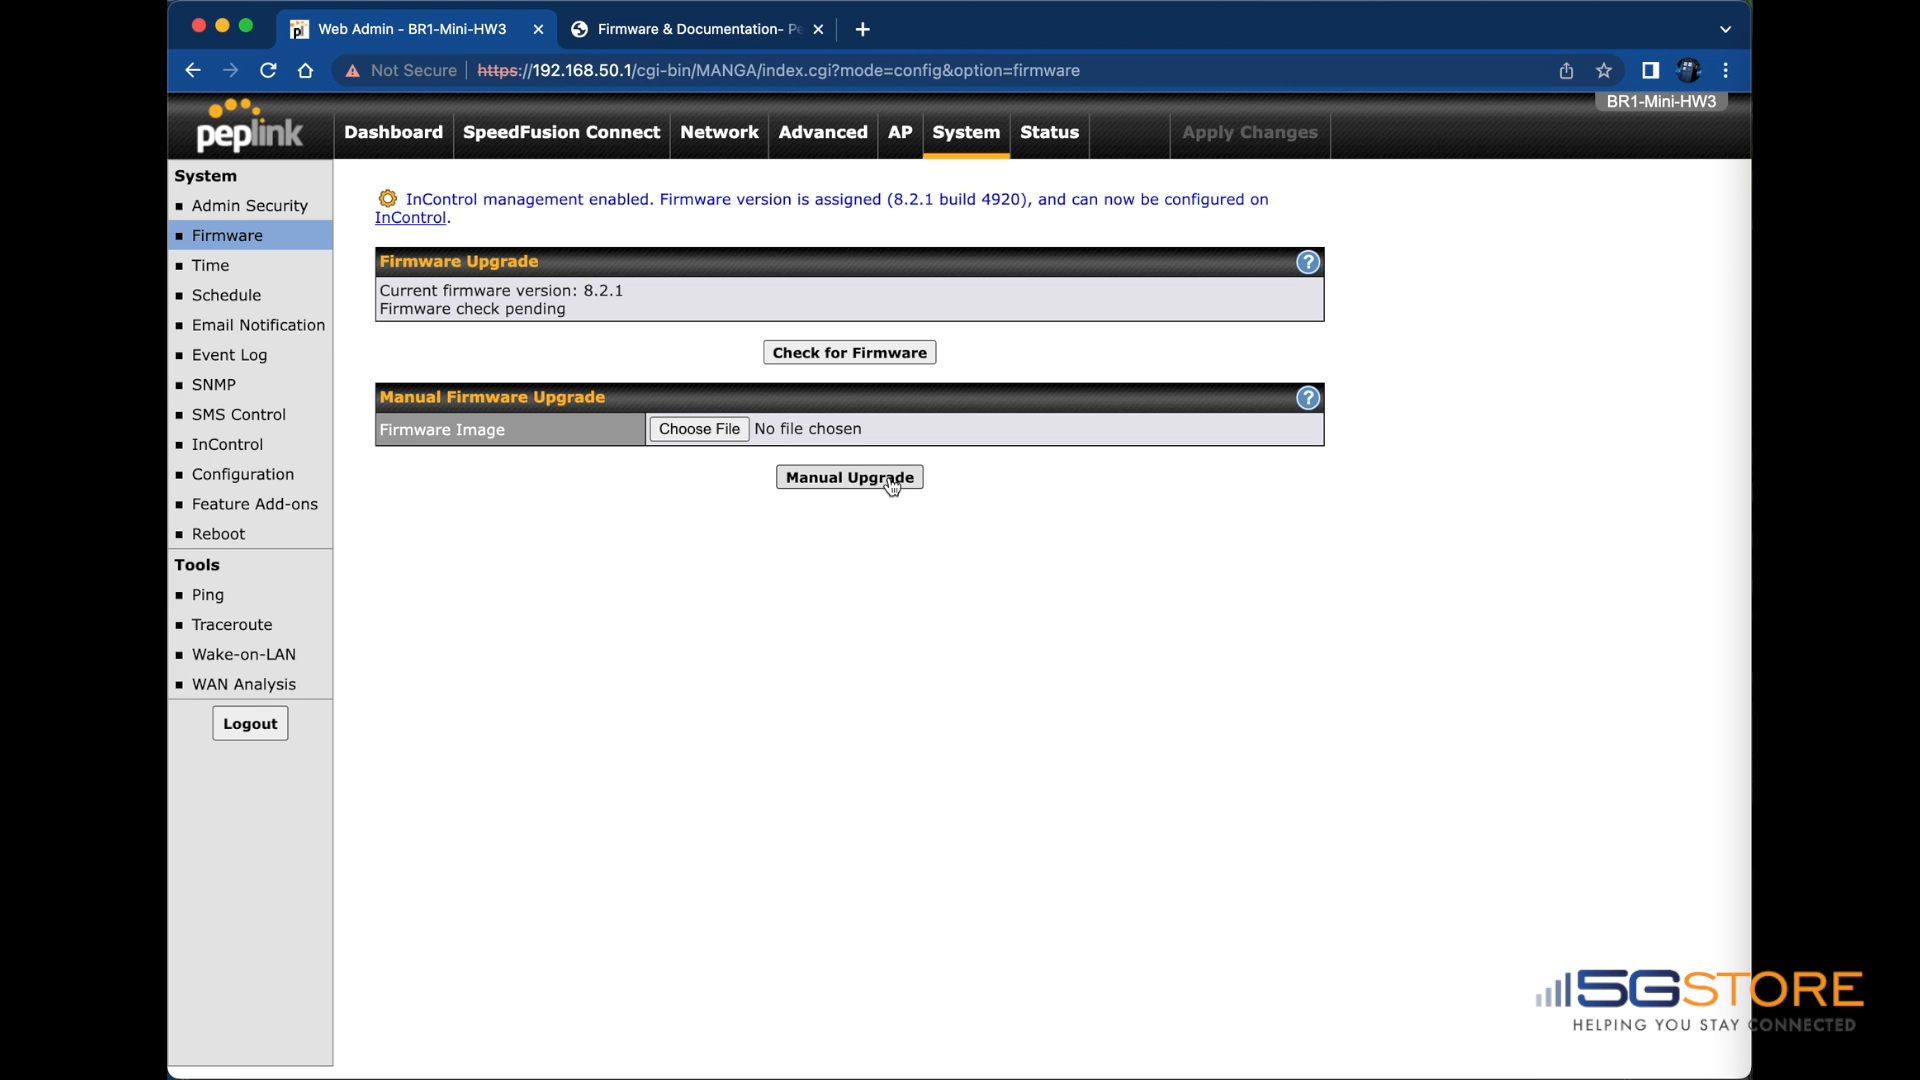 Web Admin - BR1-Mini-HW3
Firmware & Documentation- Pe
Not Secure
https://192.168.50.1/cgi-bin/MANGA/index.cgi?mode=config&option=firmware
BR1-Mini-HW3
peplink
Dashboard
SpeedFusion Connect
Network
Advanced
AP
System
Status
Apply Changes
System
Admin Security
Firmware
Time
Schedule
Email Notification
Event Log
SNMP
SMS Control
InControl
Configuration
Feature Add-ons
Reboot
Tools
Ping
Traceroute
Wake-on-LAN
WAN Analysis
Logout
InControl management enabled. Firmware version is assigned (8.2.1 build 4920), and can now be configured on
InControl.
Firmware Upgrade
?
Current firmware version: 8.2.1
Firmware check pending
Check for Firmware
Manual Firmware Upgrade
?
Firmware Image
Choose File No file chosen
Manual Upgrade
5GSTORE
HELPING YOU STAY CONNECTED